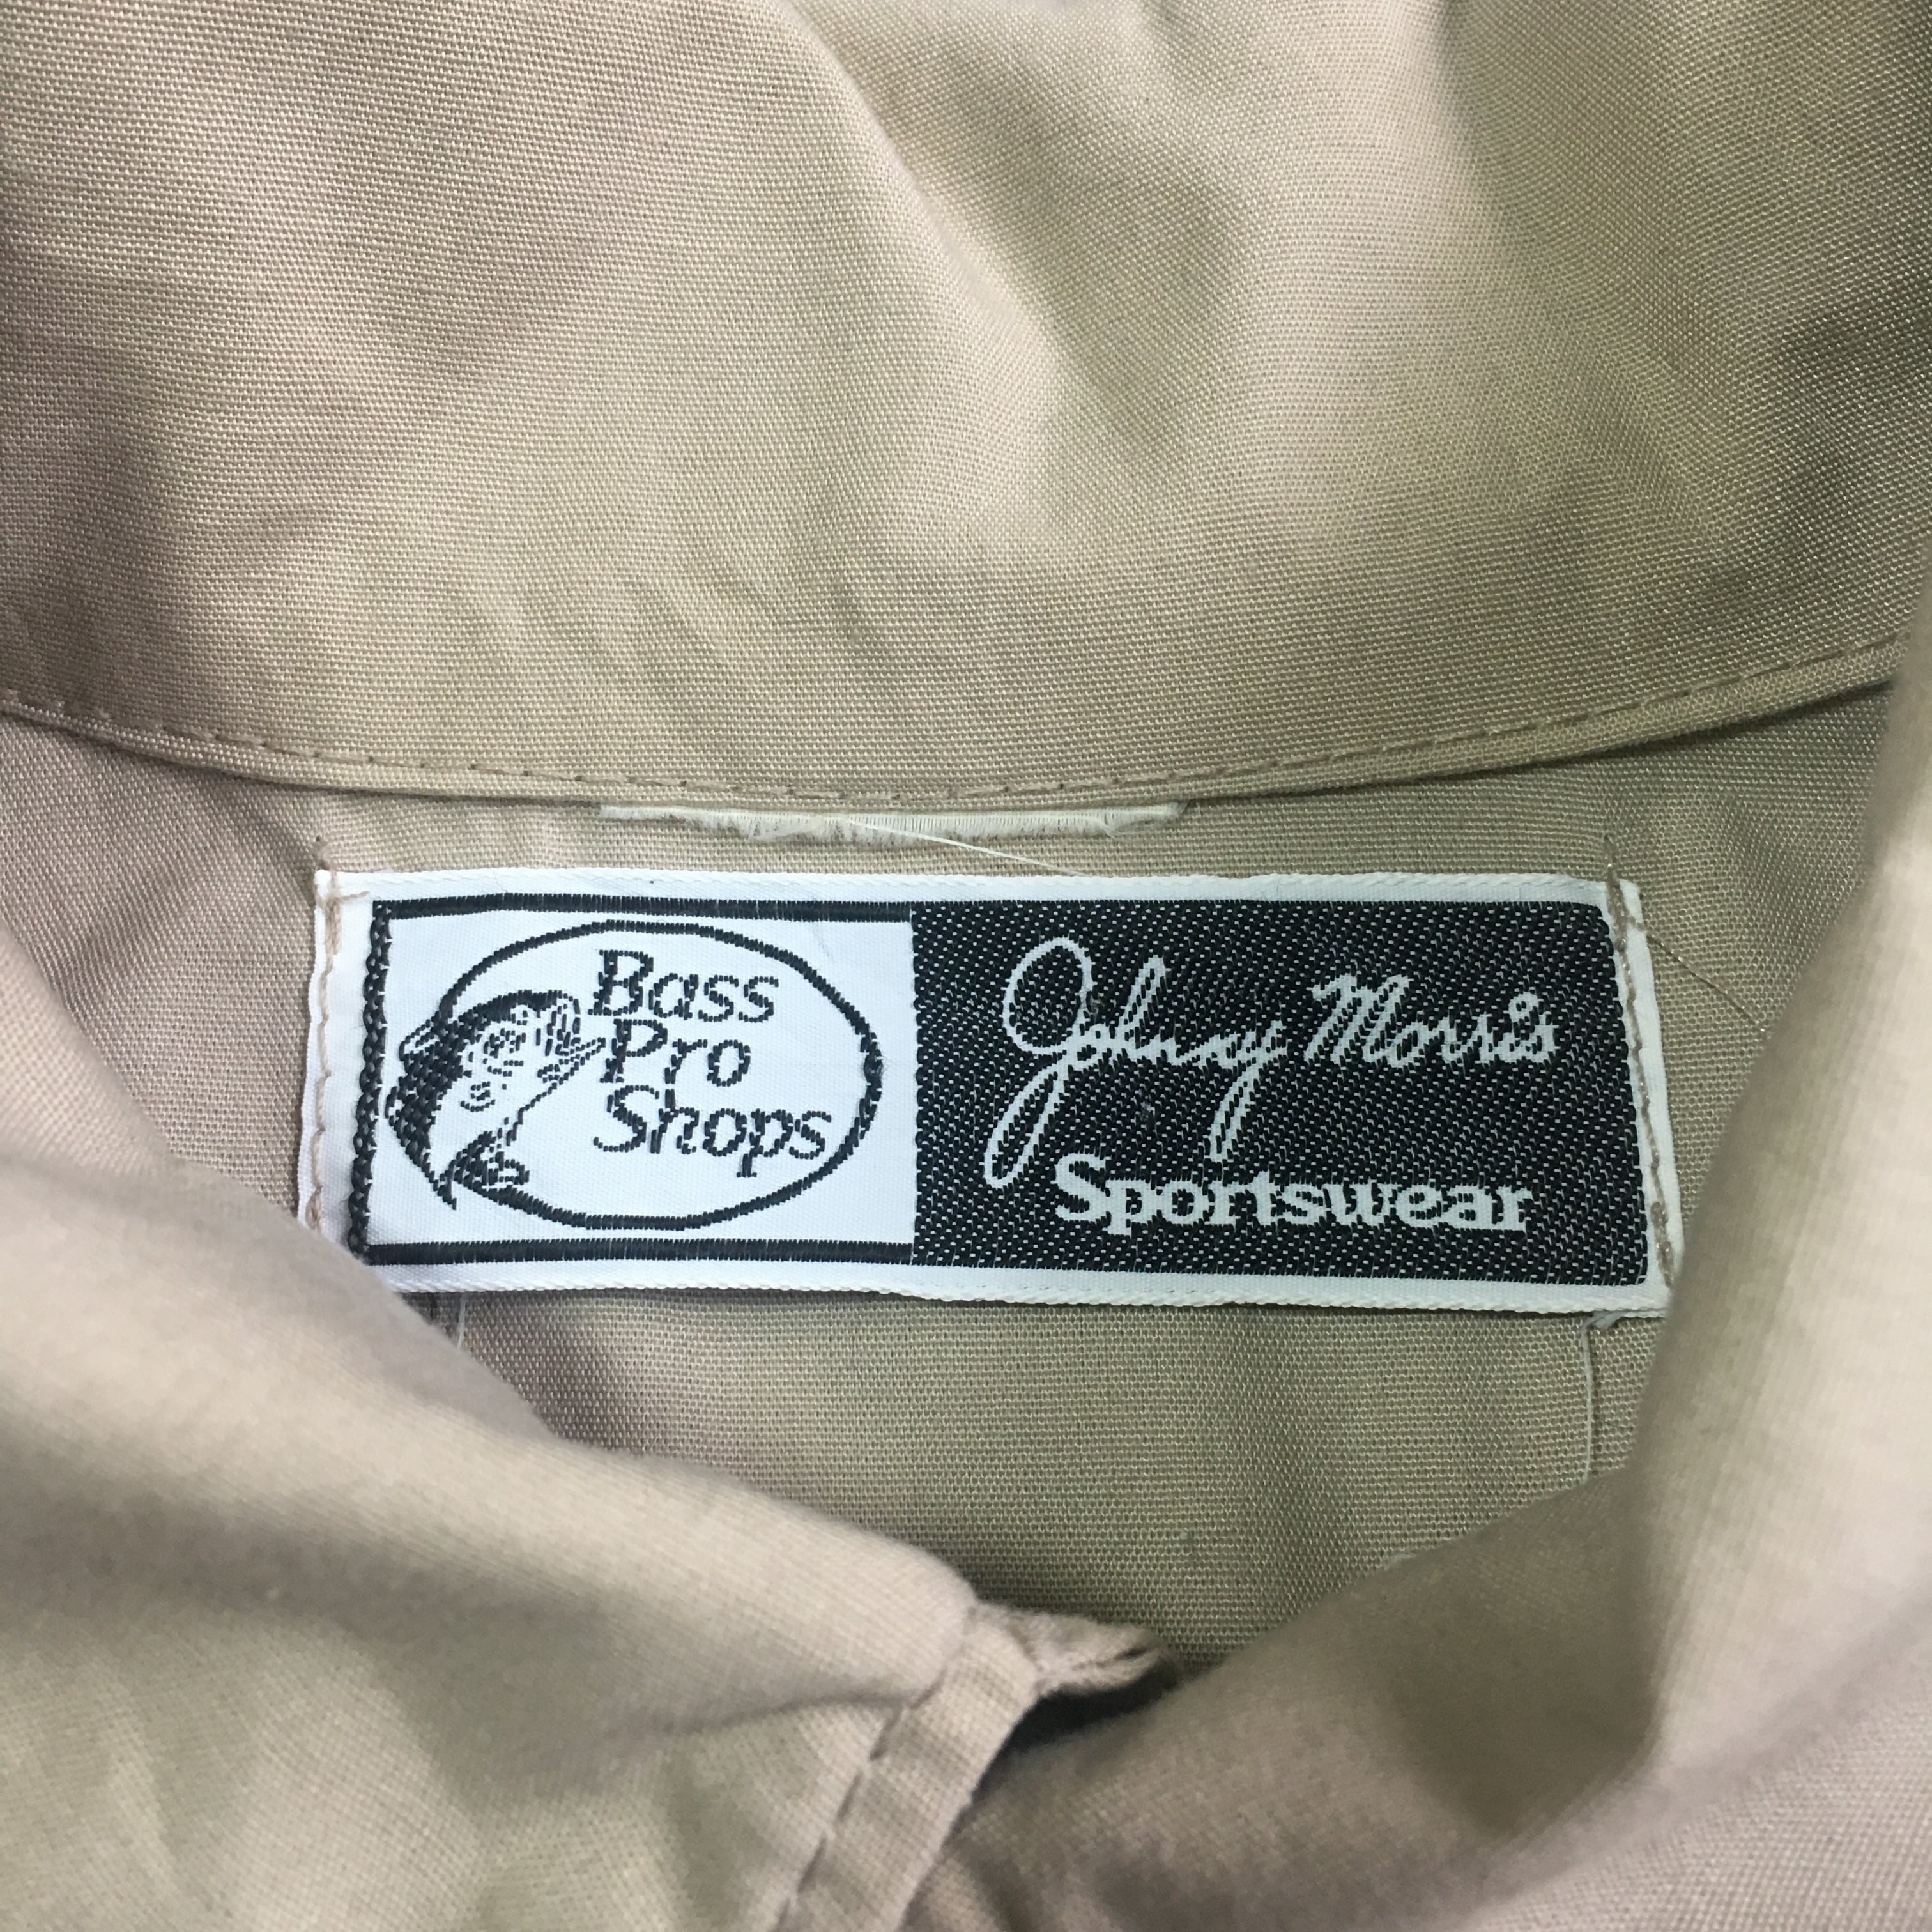 Bass
Pro
Shops
Johnny Morris
Sportswear